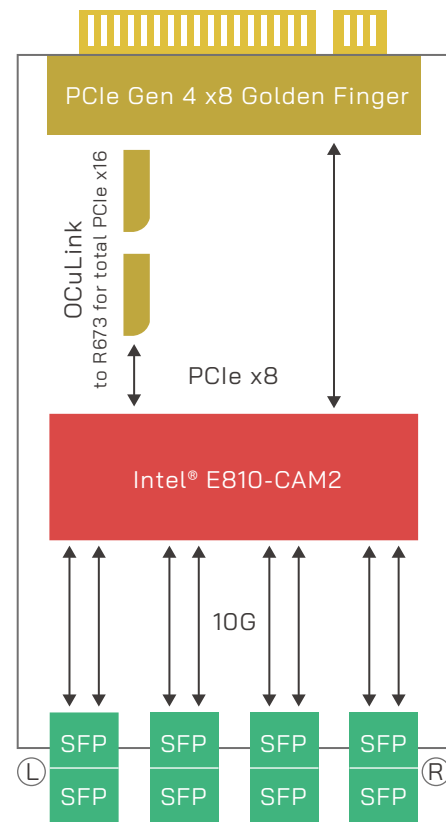 PCIe Gen 4 x8 Golden Finger
OCuLink
to R673 for total PCIe x16
PCIe x8
Intel® E810-CAM2
10G
SFP SFP SFP SFP
L R
SFP SFP SFP SFP